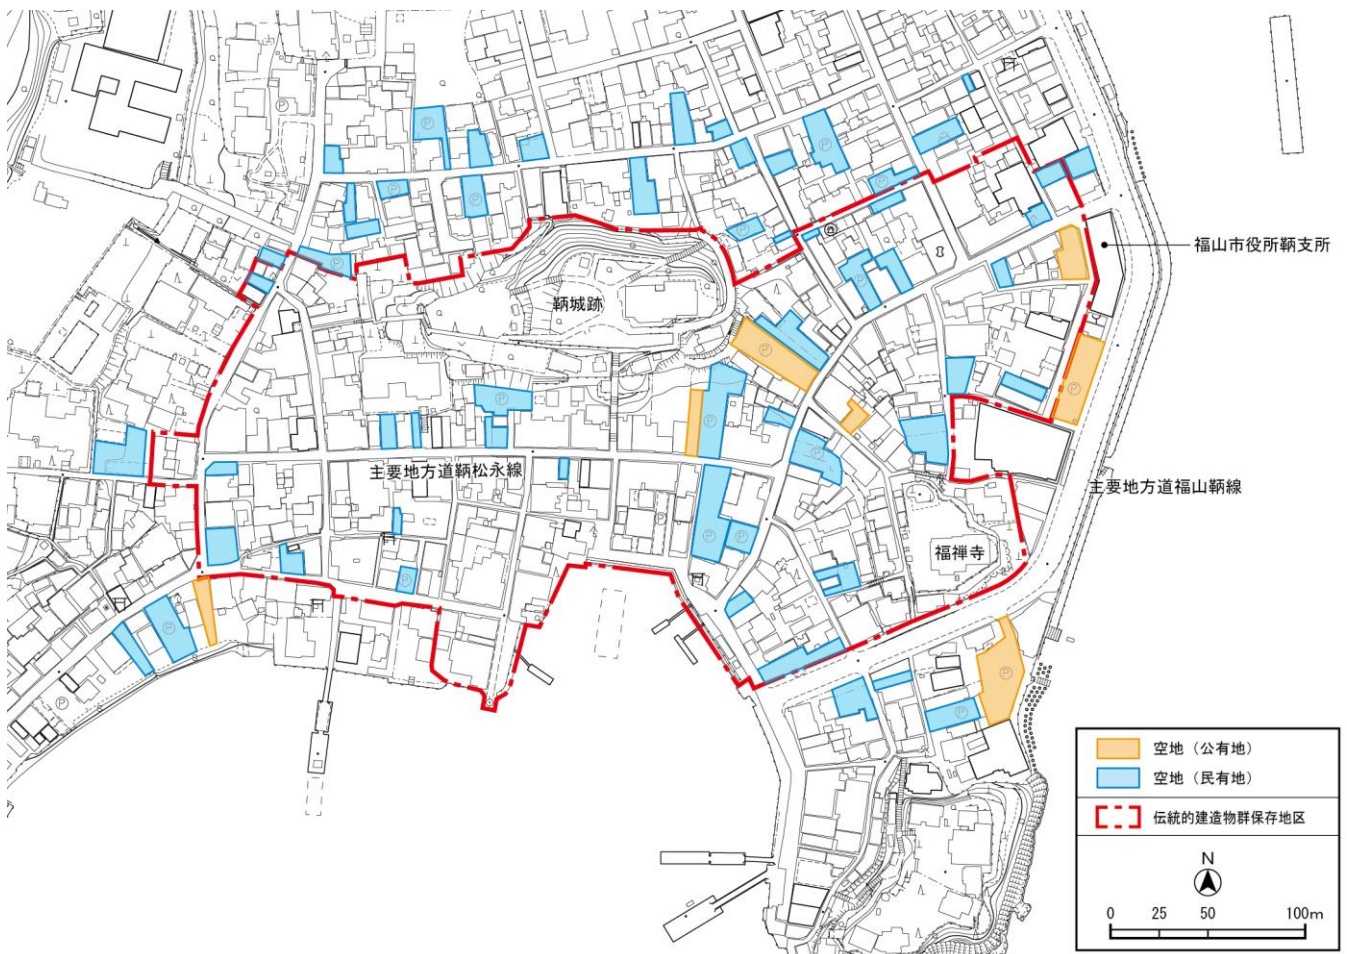 福山市役所鞆支所
鞆城跡
主要地方道鞆松永線
主要地方道福山鞆線
福禅寺
空地（公有地）
空地（民有地）
伝統的建造物群保存地区
N
0 25 50 100m